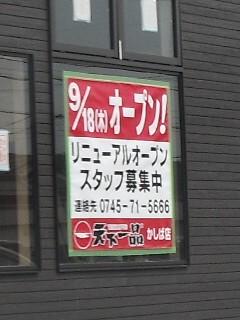 9/18(木)オープン!
リニューアルオープン
スタッフ募集中
連絡先 0745-71-5666
天下一品 かしば店